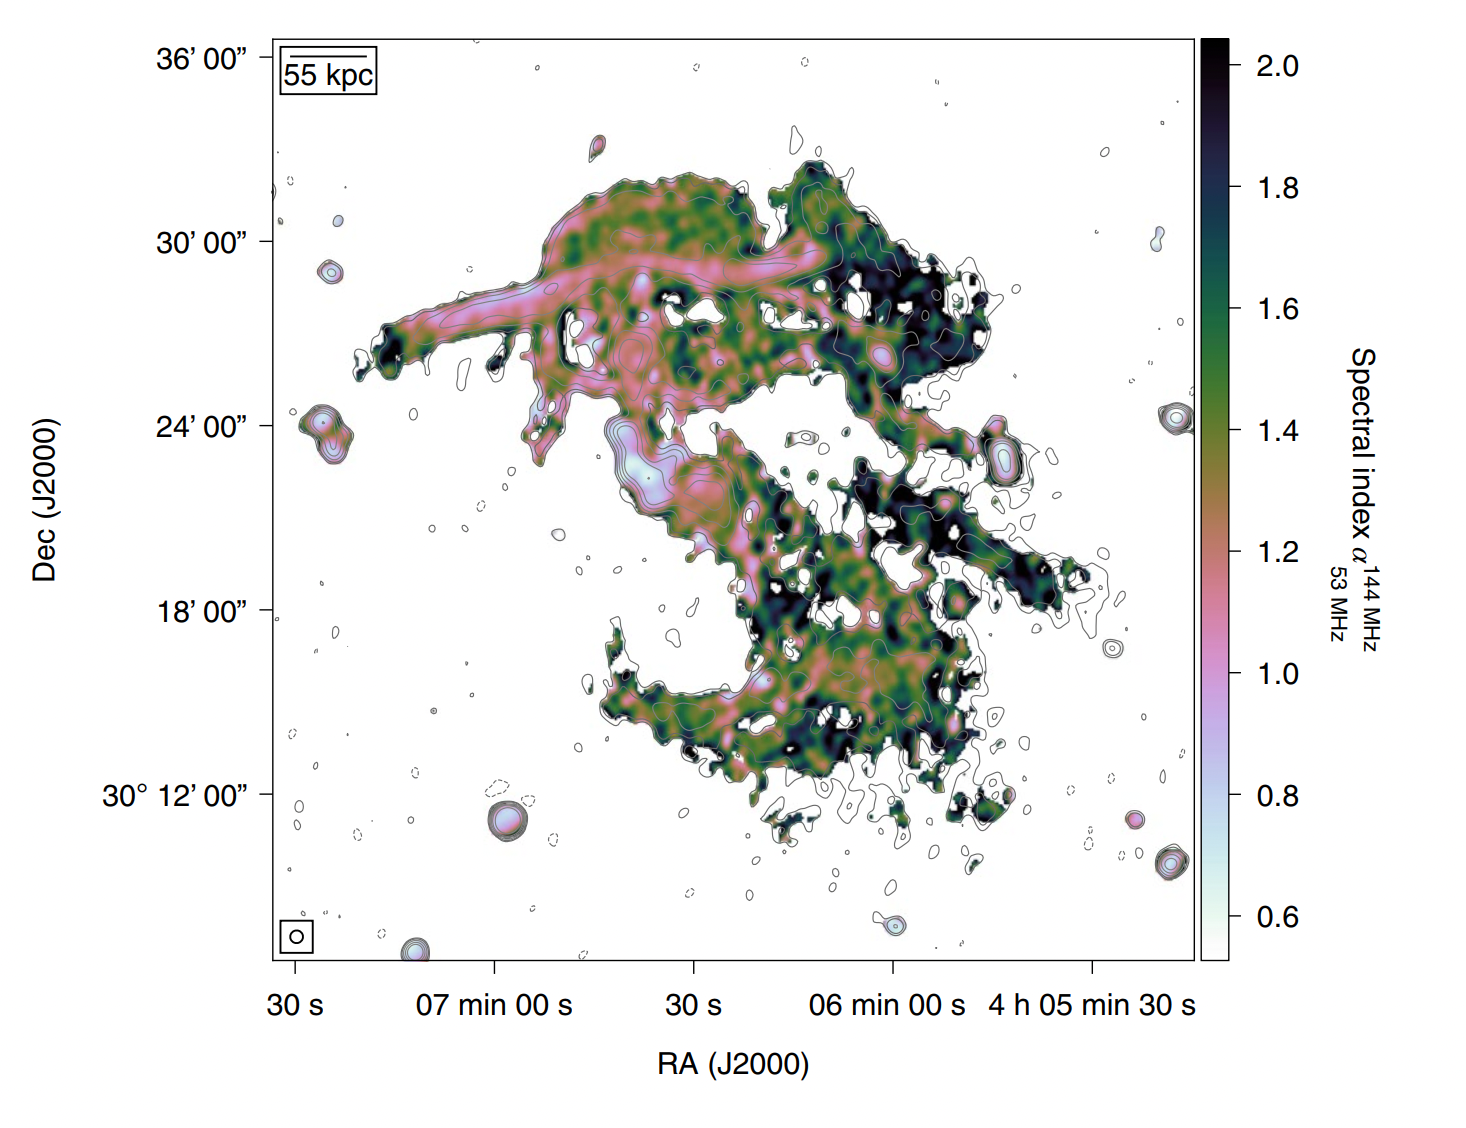 55 kpc
36’ 00”
30’ 00”
24’ 00”
18’ 00”
30° 12’ 00”
Dec (J2000)
30 s
07 min 00 s
30 s
06 min 00 s
4 h 05 min 30 s
RA (J2000)
2.0
1.8
1.6
1.4
1.2
1.0
0.8
0.6
Spectral index α 144 MHz
53 MHz